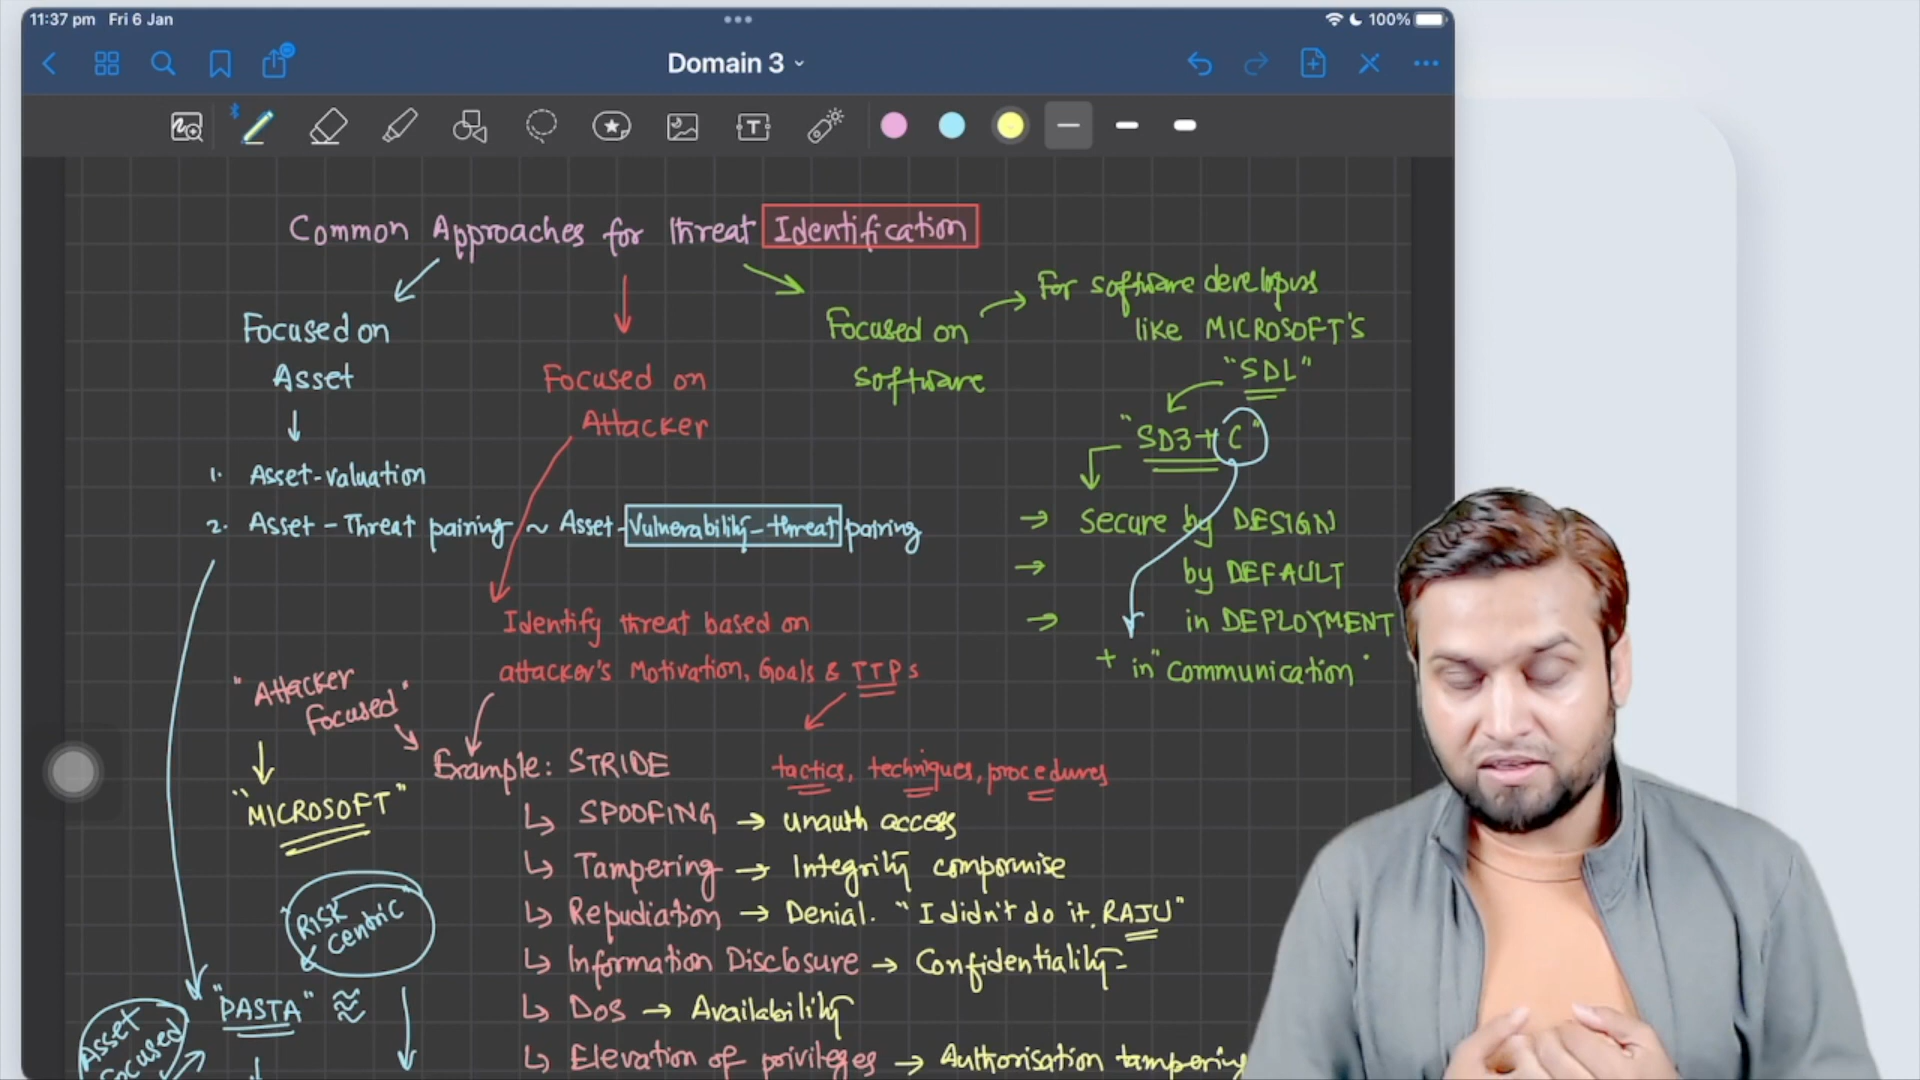 11:37 pm Fri 6 Jan
100%
Domain 3
Common Approaches for threat Identification
Focused on
Asset
1. Asset-valuation
2. Asset - Threat pairing ~ Asset-Vulnerability-threat pairing
Focused on
Attacker
Identify threat based on
attacker's Motivation, Goals & TTPs
tactics, techniques, procedures
Focused on
Software
For software developers
like MICROSOFT'S
"SDL"
"SD3+C"
Secure by DESIGN
by DEFAULT
in DEPLOYMENT
+ in "Communication"
"Attacker
Focused"
"MICROSOFT"
Example: STRIDE
SPOOFING → unauth access
Tampering → Integrity compormise
Repudiation → Denial. "I didn't do it, RAJU"
Information Disclosure → Confidentiality-
DoS → Availability
Elevation of privileges → Authorisation tampering
"Risk
Centric"
"PASTA" ≈
Asset
Focused